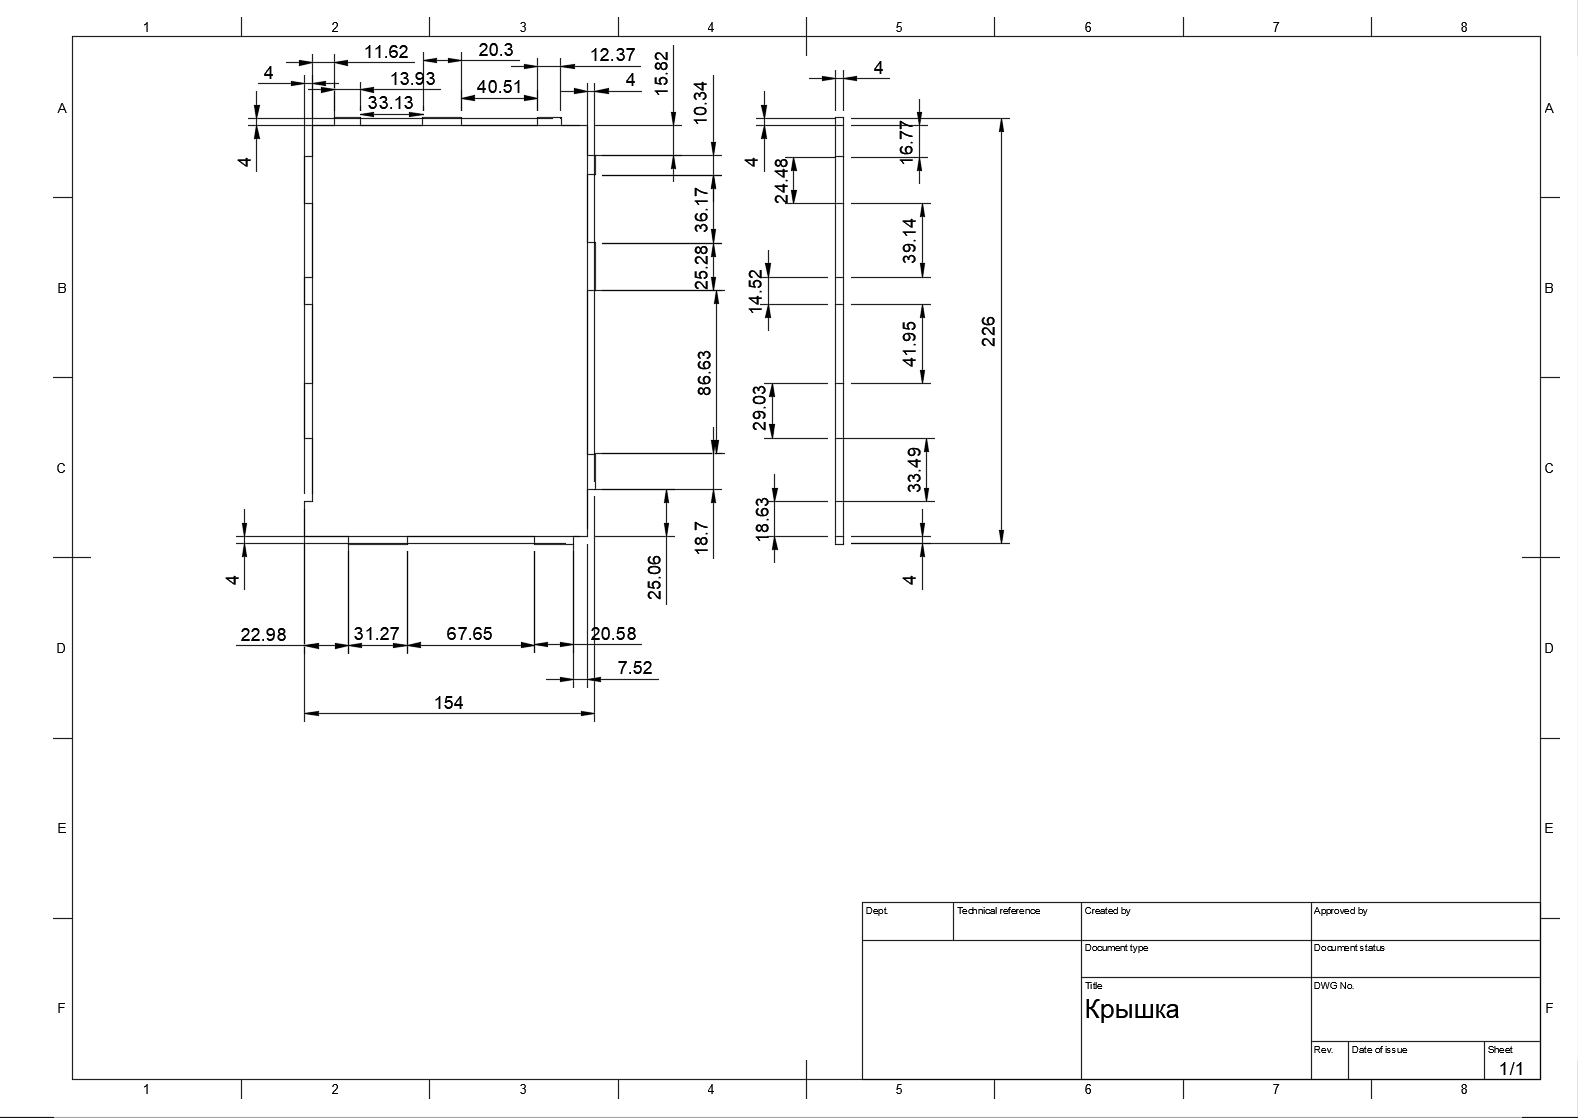 1 2 3 4 5 6 7 8
11.62 20.3 12.37
4 13.93 40.51 4 15.82 4
33.13 10.34
A A
4 4 16.77
24.48
36.17 39.14
25.28 14.52
B B
226
41.95
86.63
29.03
C C
33.49
18.7 18.63
4 25.06 4
22.98 31.27 67.65 20.58
D D
7.52
154
E E
Dept. Technical reference Created by Approved by
Document type Document status
Title DWG No.
Крышка
F F
Rev. Date of issue Sheet
1/1
1 2 3 4 5 6 7 8